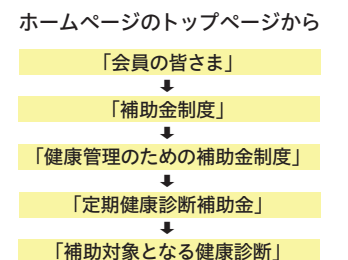 ホームページのトップページから
「会員の皆さま」
⬇
「補助金制度」
⬇
「健康管理のための補助金制度」
⬇
「定期健康診断補助金」
⬇
「補助対象となる健康診断」